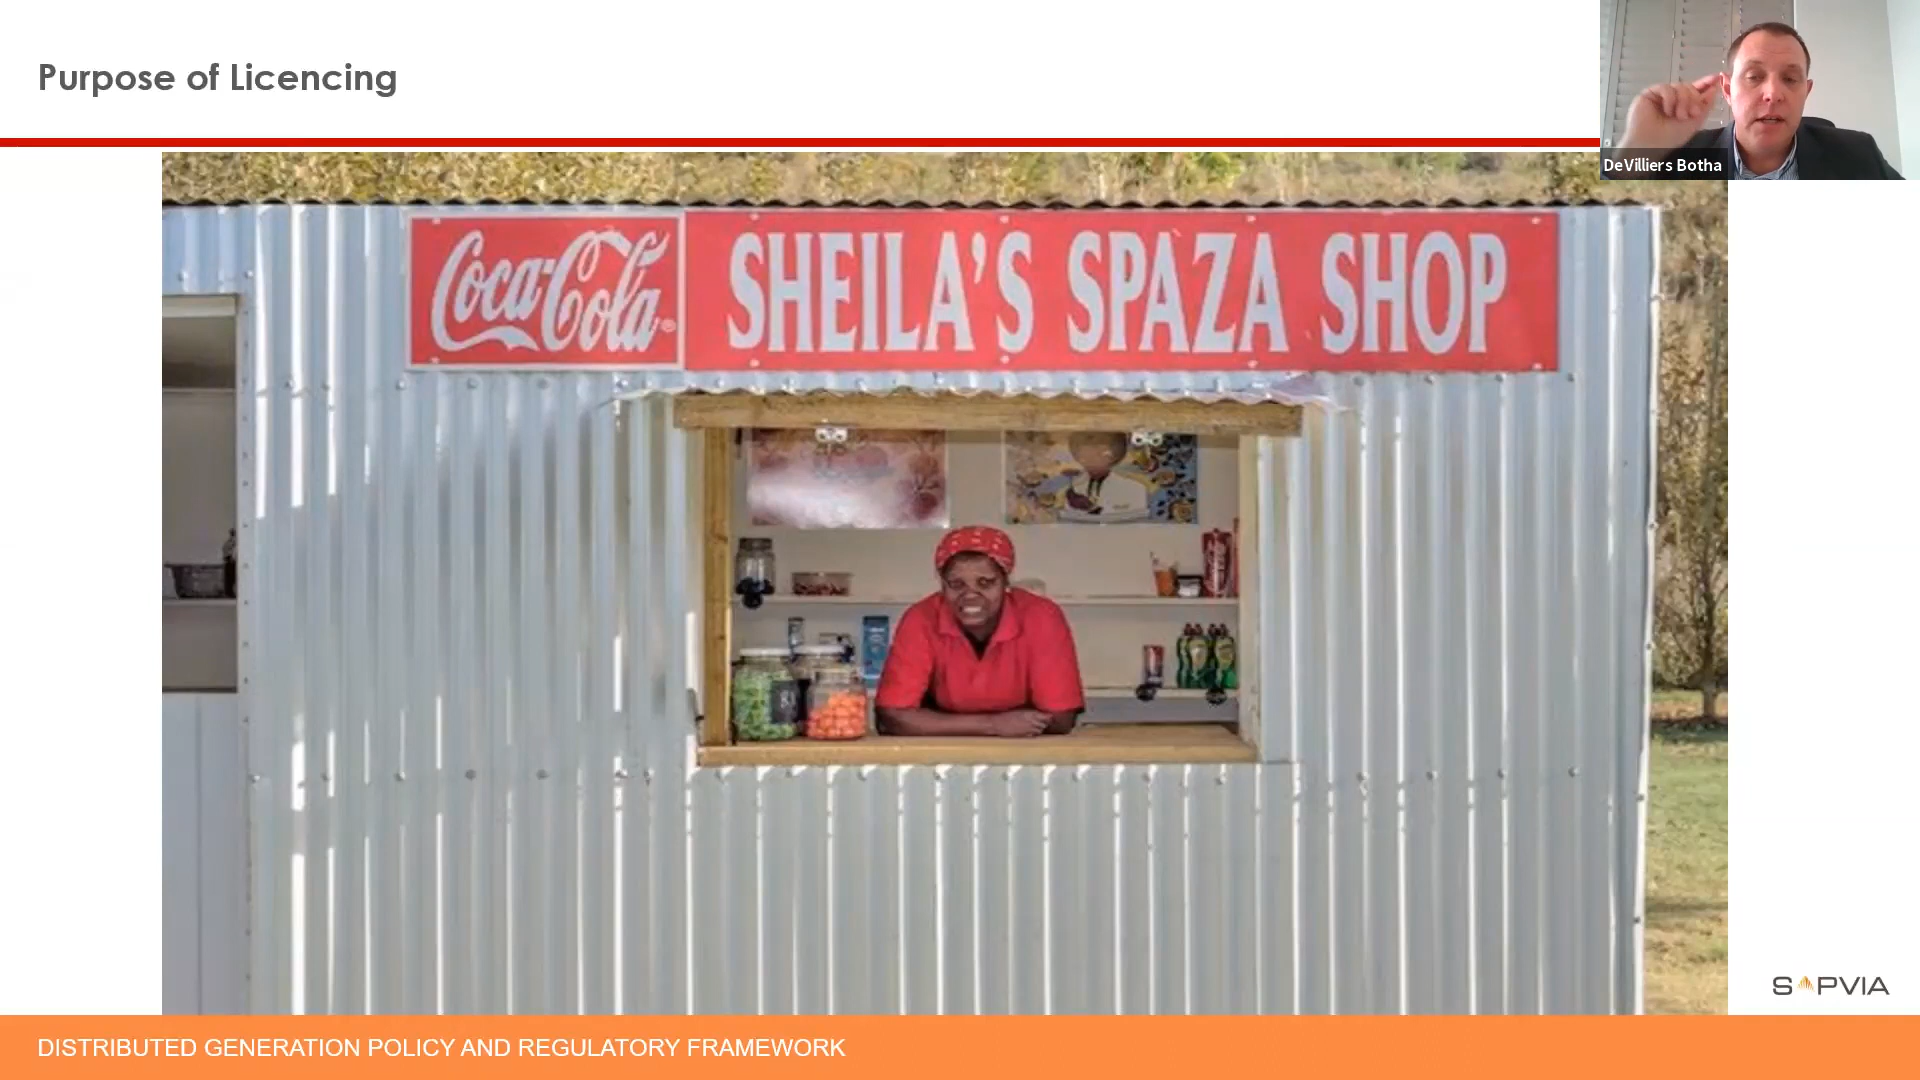 Purpose of Licencing
DeVilliers Botha
Coca-Cola®
SHEILA'S SPAZA SHOP
SAPVIA
DISTRIBUTED GENERATION POLICY AND REGULATORY FRAMEWORK